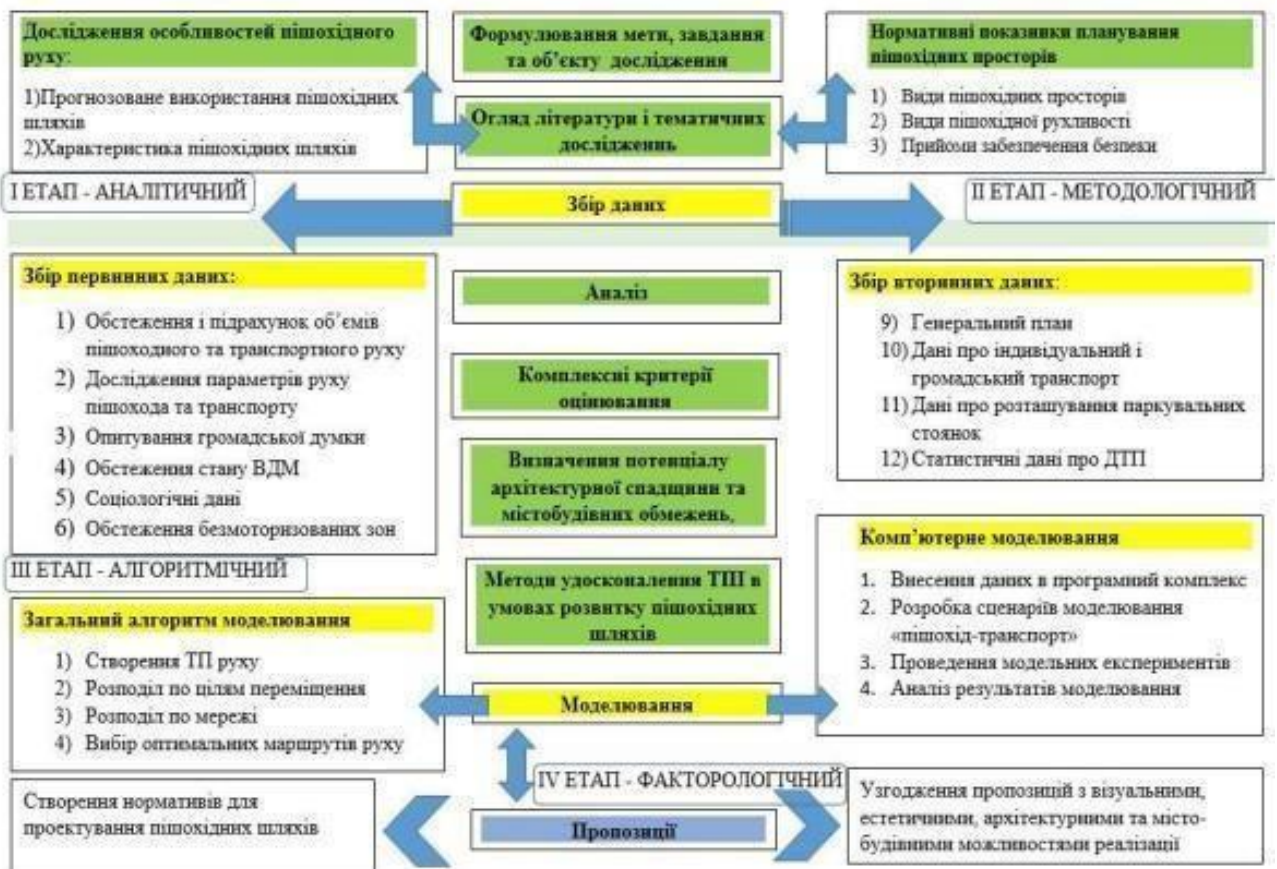 Дослідження особливостей пішохідного
руху:
1)Прогнозоване використання пішохідних
шляхів
2)Характеристика пішохідних шляхів
Формулювання мети, завдання
та об’єкту дослідження
Огляд літератури і тематичних
досліджень
Нормативні показники планування
пішохідних просторів
1) Види пішохідних просторів
2) Види пішохідної рухливості
3) Прийоми забезпечення безпеки
І ЕТАП - АНАЛІТИЧНИЙ
Збір даних
ІІ ЕТАП - МЕТОДОЛОГІЧНИЙ
Збір первинних даних:
1) Обстеження і підрахунок об’ємів
пішоходного та транспортного руху
2) Дослідження параметрів руху
пішохода та транспорту
3) Опитування громадської думки
4) Обстеження стану ВДМ
5) Соціологічні дані
6) Обстеження безмоторизованих зон
Аналіз
Комплексні критерії
оцінювання
Визначення потенціалу
архітектурної спадщини та
містобудівних обмежень,
Методи удосконалення ТПП в
умовах розвитку пішохідних
шляхів
Збір вторинних даних:
9) Генеральний план
10) Дані про індивідуальний і
громадський транспорт
11) Дані про розташування паркувальних
стоянок
12) Статистичні дані про ДТП
ІІІ ЕТАП - АЛГОРИТМІЧНИЙ
Загальний алгоритм моделювання
1) Створення ТП руху
2) Розподіл по цілям переміщення
3) Розподіл по мережі
4) Вибір оптимальних маршрутів руху
Моделювання
Комп’ютерне моделювання
1. Внесення даних в програмний комплекс
2. Розробка сценаріїв моделювання
«пішохід-транспорт»
3. Проведення модельних експериментів
4. Аналіз результатів моделювання
IV ЕТАП - ФАКТОРОЛОГІЧНИЙ
Створення нормативів для
проектування пішохідних шляхів
Пропозиції
Узгодження пропозицій з візуальними,
естетичними, архітектурними та місто-
будівними можливостями реалізації